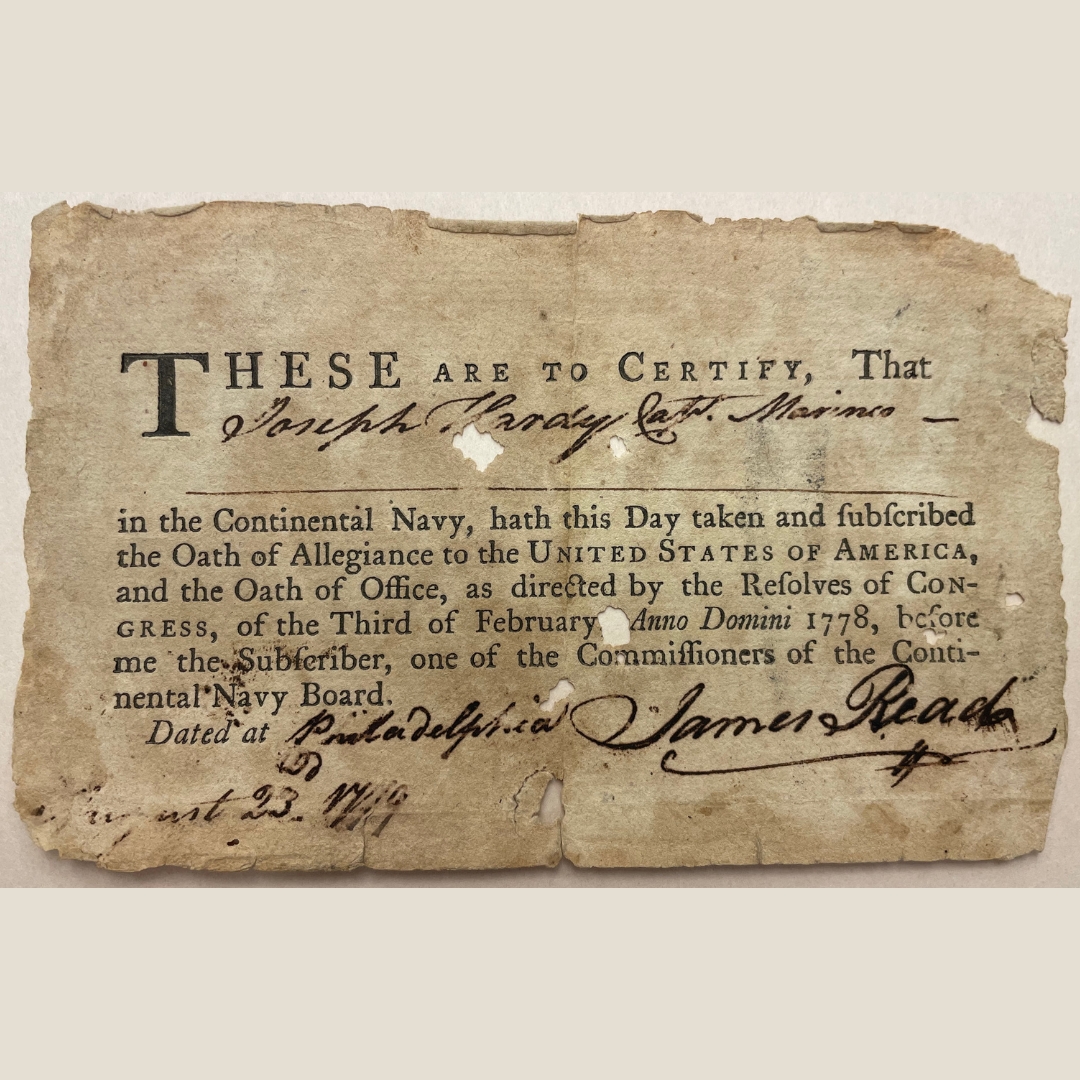 THESE ARE TO CERTIFY, That
Joseph Hardy Capt. Marines —
in the Continental Navy, hath this Day taken and ſubſcribed
the Oath of Allegiance to the UNITED STATES OF AMERICA,
and the Oath of Office, as directed by the Reſolves of CON-
GRESS, of the Third of February Anno Domini 1778, before
me the Subſcriber, one of the Commiſſioners of the Conti-
nental Navy Board.
Dated at Philadelphia James Read
August 23. 1779